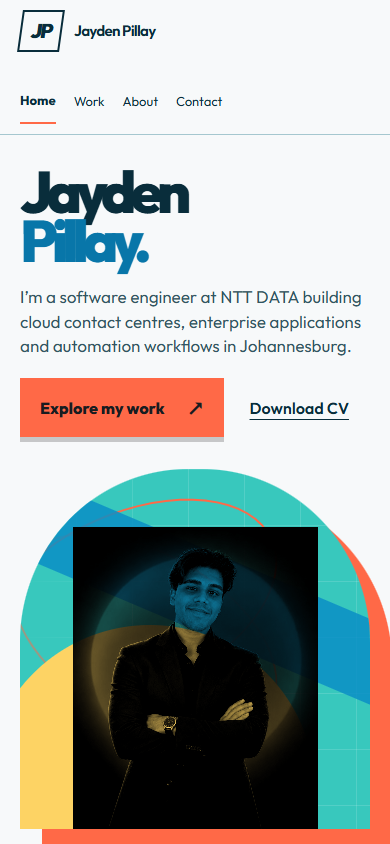 JP Jayden Pillay
Home Work About Contact
Jayden
Pillay.
I’m a software engineer at NTT DATA building
cloud contact centres, enterprise applications
and automation workflows in Johannesburg.
Explore my work ↗ Download CV